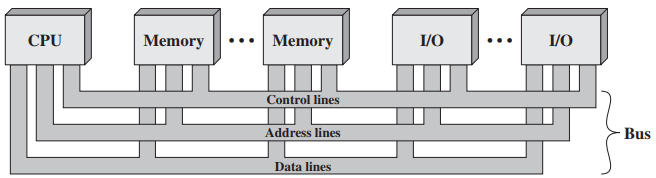 CPU
Memory ••• Memory
I/O ••• I/O
Control lines
Address lines
Data lines
Bus